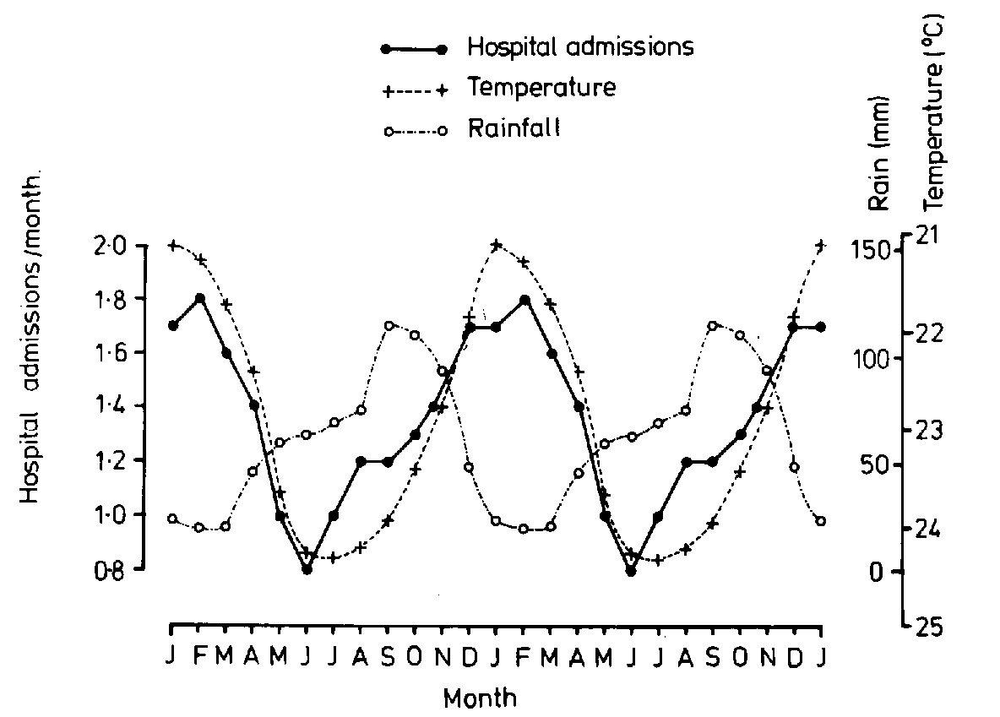 Hospital admissions
Temperature
Rainfall
Hospital admissions/month.
Rain (mm)
Temperature (°C)
2·0
1·8
1·6
1·4
1·2
1·0
0·8
150
100
50
0
21
22
23
24
25
J F M A M J J A S O N D J F M A M J J A S O N D J
Month